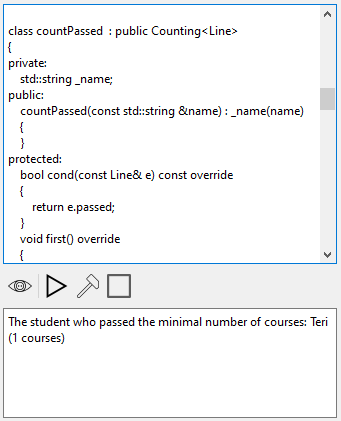 class countPassed  : public Counting<Line>
{
private:
    std::string _name;
public:
    countPassed(const std::string &name) : _name(name)
    {
    }
protected:
    bool cond(const Line& e) const override
    {
        return e.passed;
    }
    void first() override
    {
The student who passed the minimal number of courses: Teri
(1 courses)